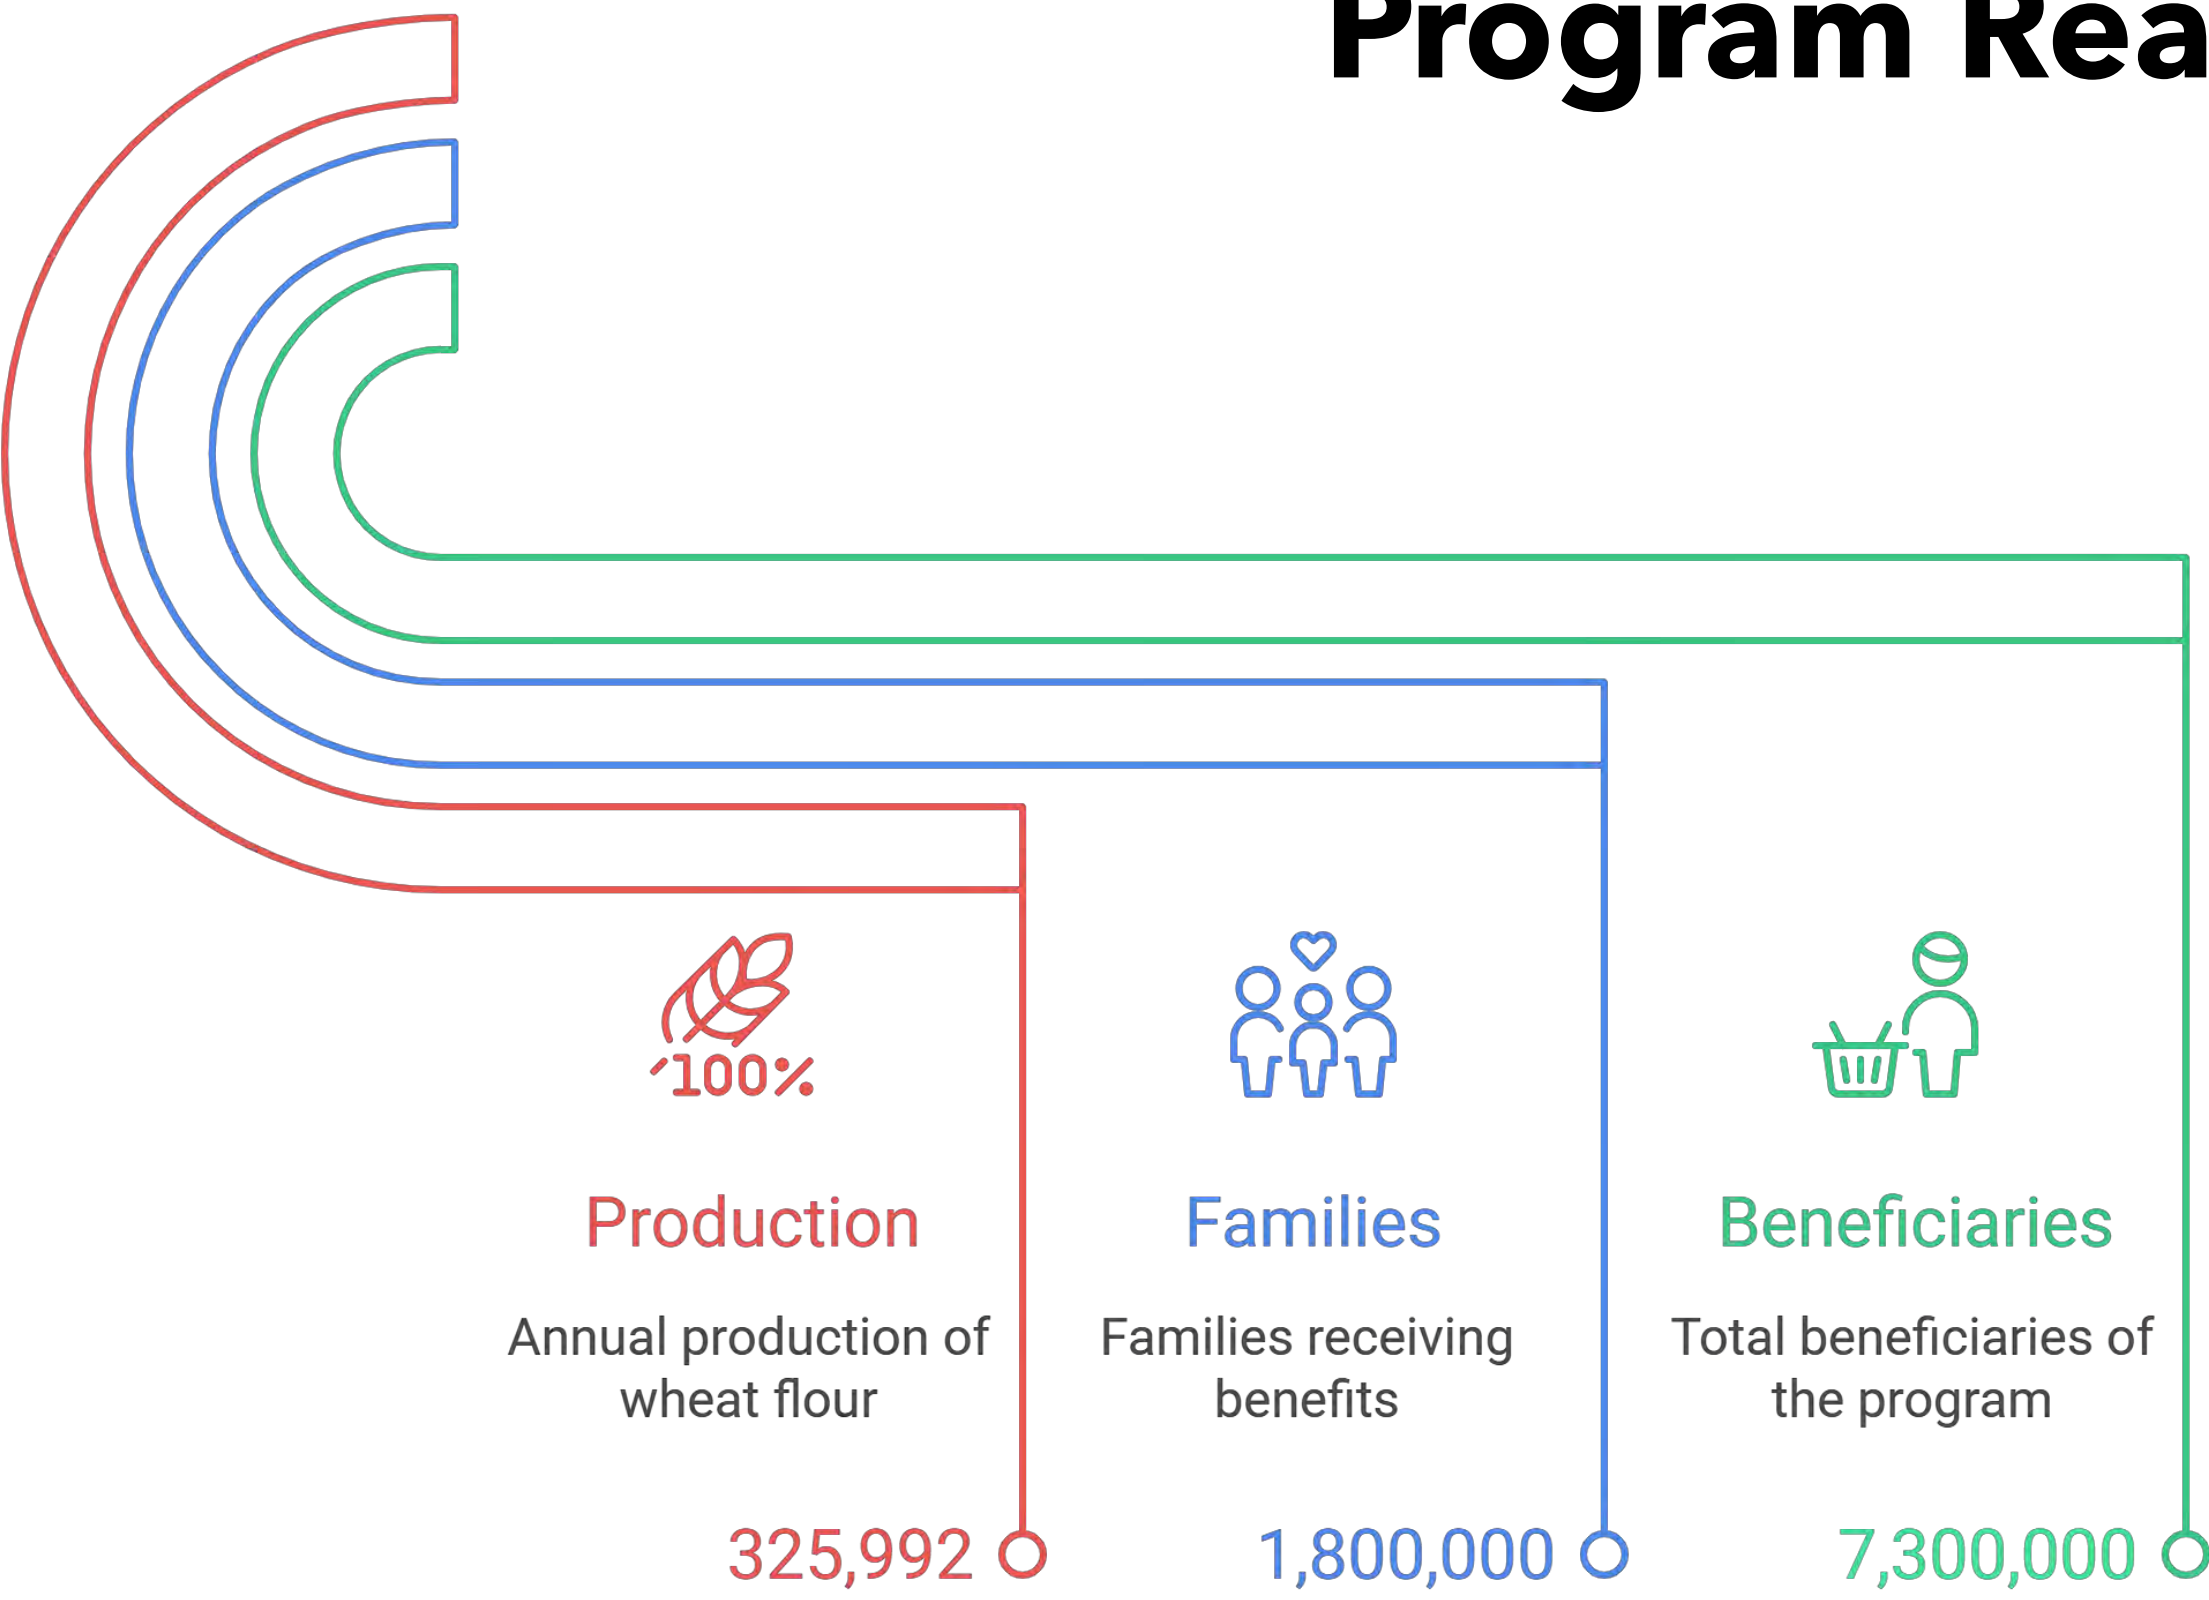 Program Rea
100%
Production
Annual production of
wheat flour
325,992
Families
Families receiving
benefits
1,800,000
Beneficiaries
Total beneficiaries of
the program
7,300,000